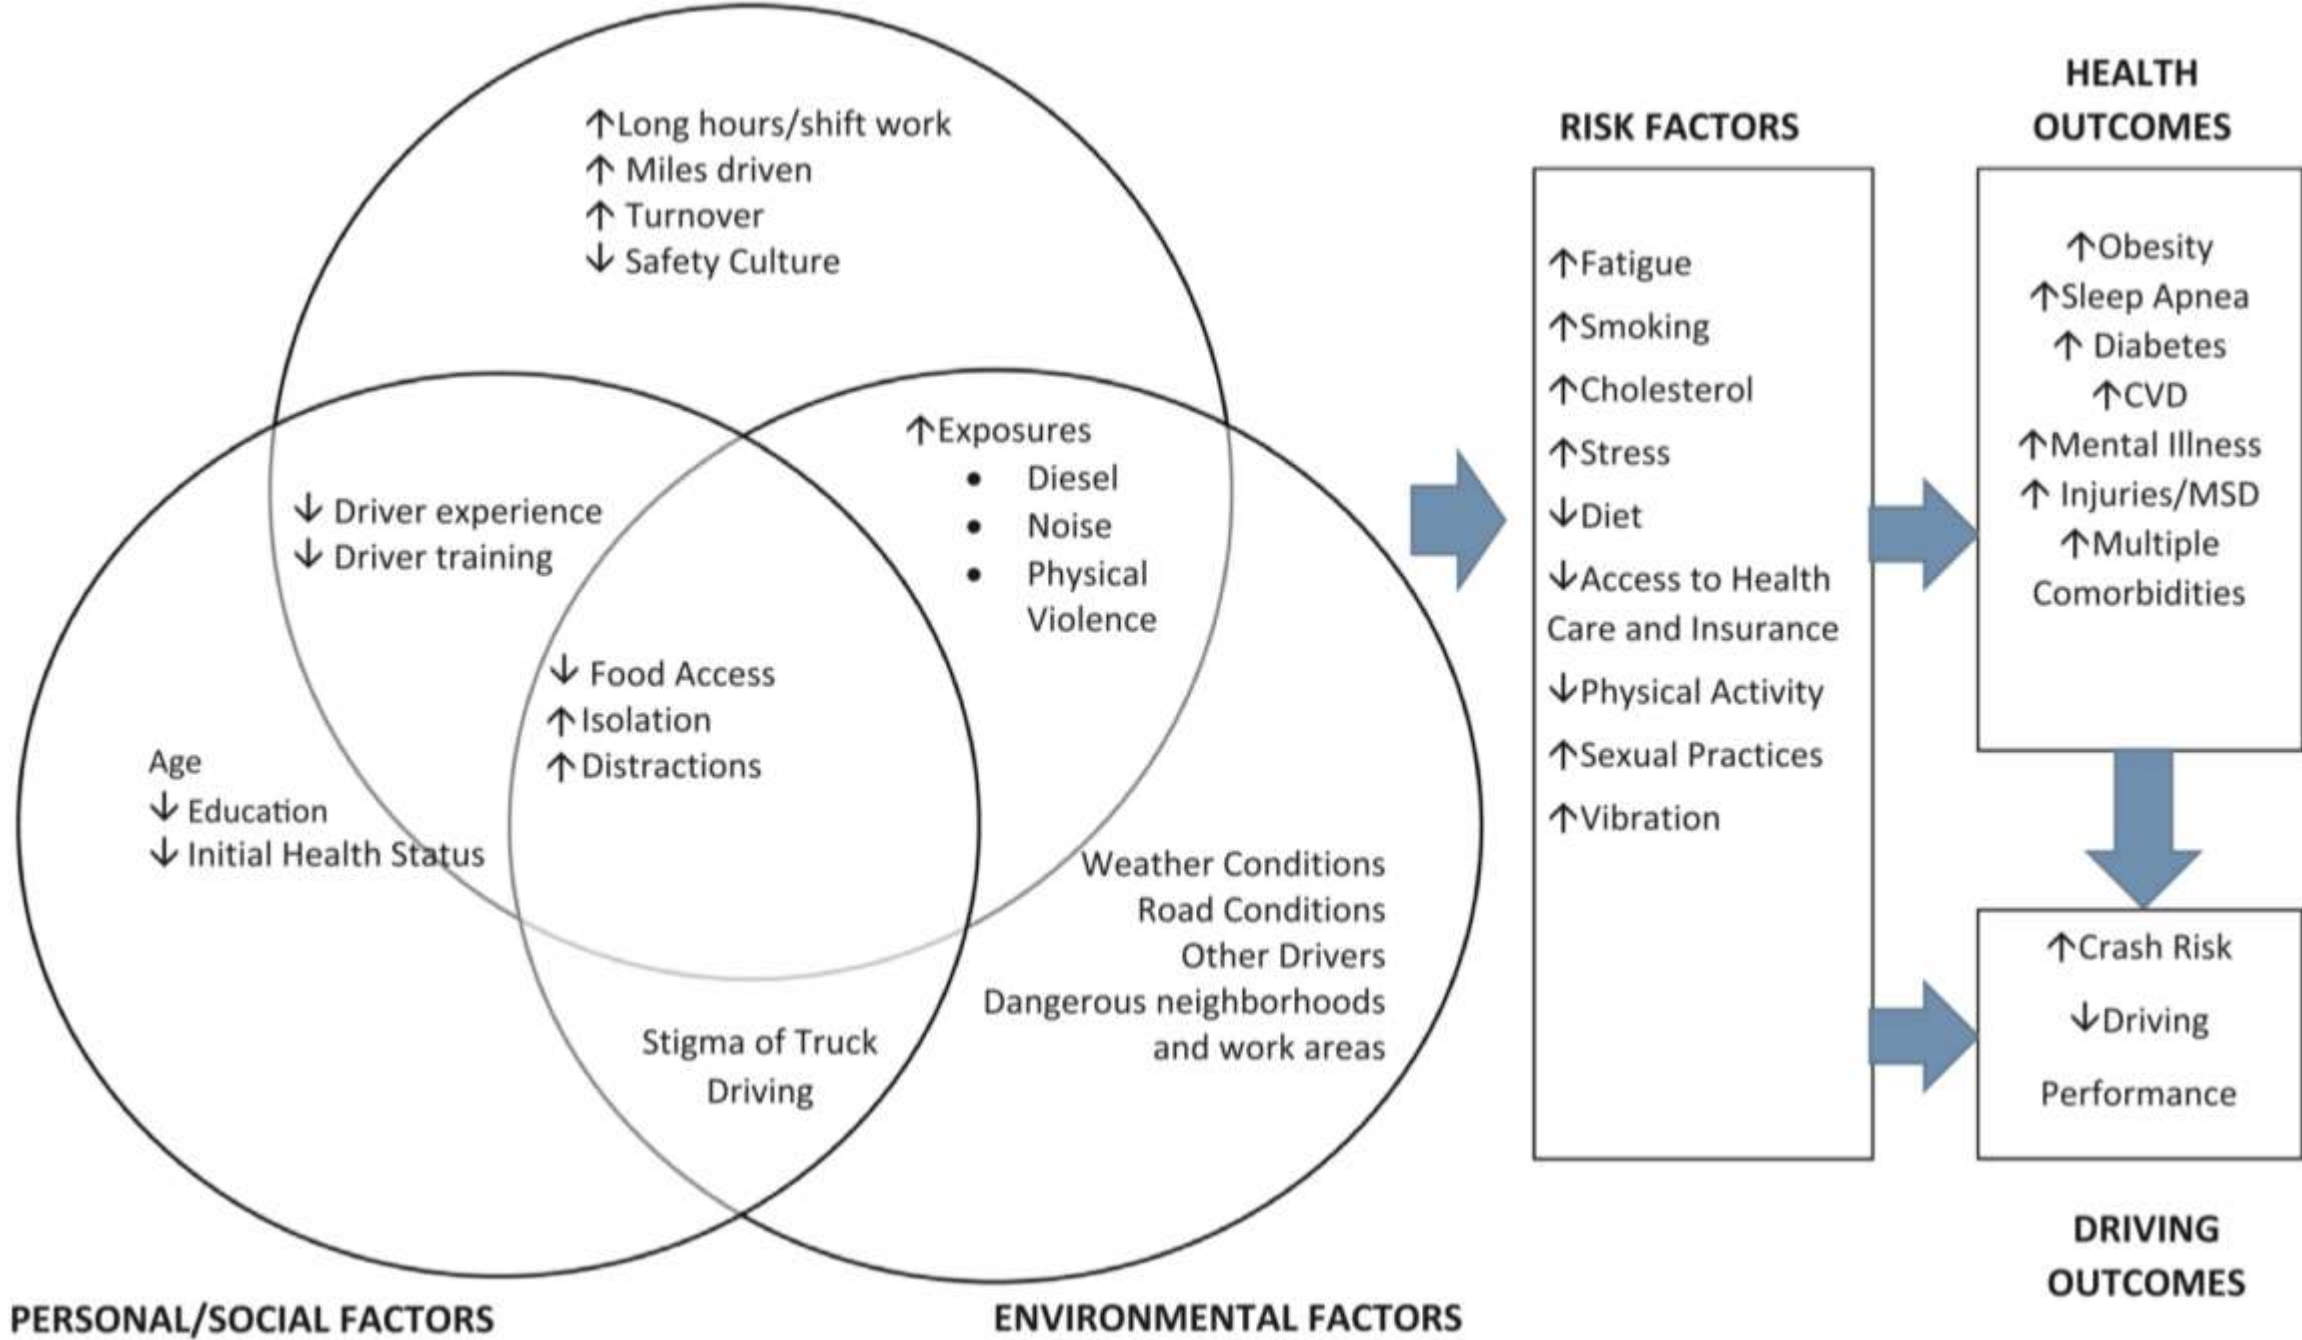 ↑Long hours/shift work
↑ Miles driven
↑ Turnover
↓ Safety Culture
↓ Driver experience
↓ Driver training
↑Exposures
• Diesel
• Noise
• Physical
Violence
↓ Food Access
↑Isolation
↑Distractions
Age
↓ Education
↓ Initial Health Status
Weather Conditions
Road Conditions
Other Drivers
Dangerous neighborhoods
and work areas
Stigma of Truck
Driving
PERSONAL/SOCIAL FACTORS
ENVIRONMENTAL FACTORS
RISK FACTORS
↑Fatigue
↑Smoking
↑Cholesterol
↑Stress
↓Diet
↓Access to Health
Care and Insurance
↓Physical Activity
↑Sexual Practices
↑Vibration
HEALTH
OUTCOMES
↑Obesity
↑Sleep Apnea
↑ Diabetes
↑CVD
↑Mental Illness
↑ Injuries/MSD
↑Multiple
Comorbidities
↑Crash Risk
↓Driving
Performance
DRIVING
OUTCOMES